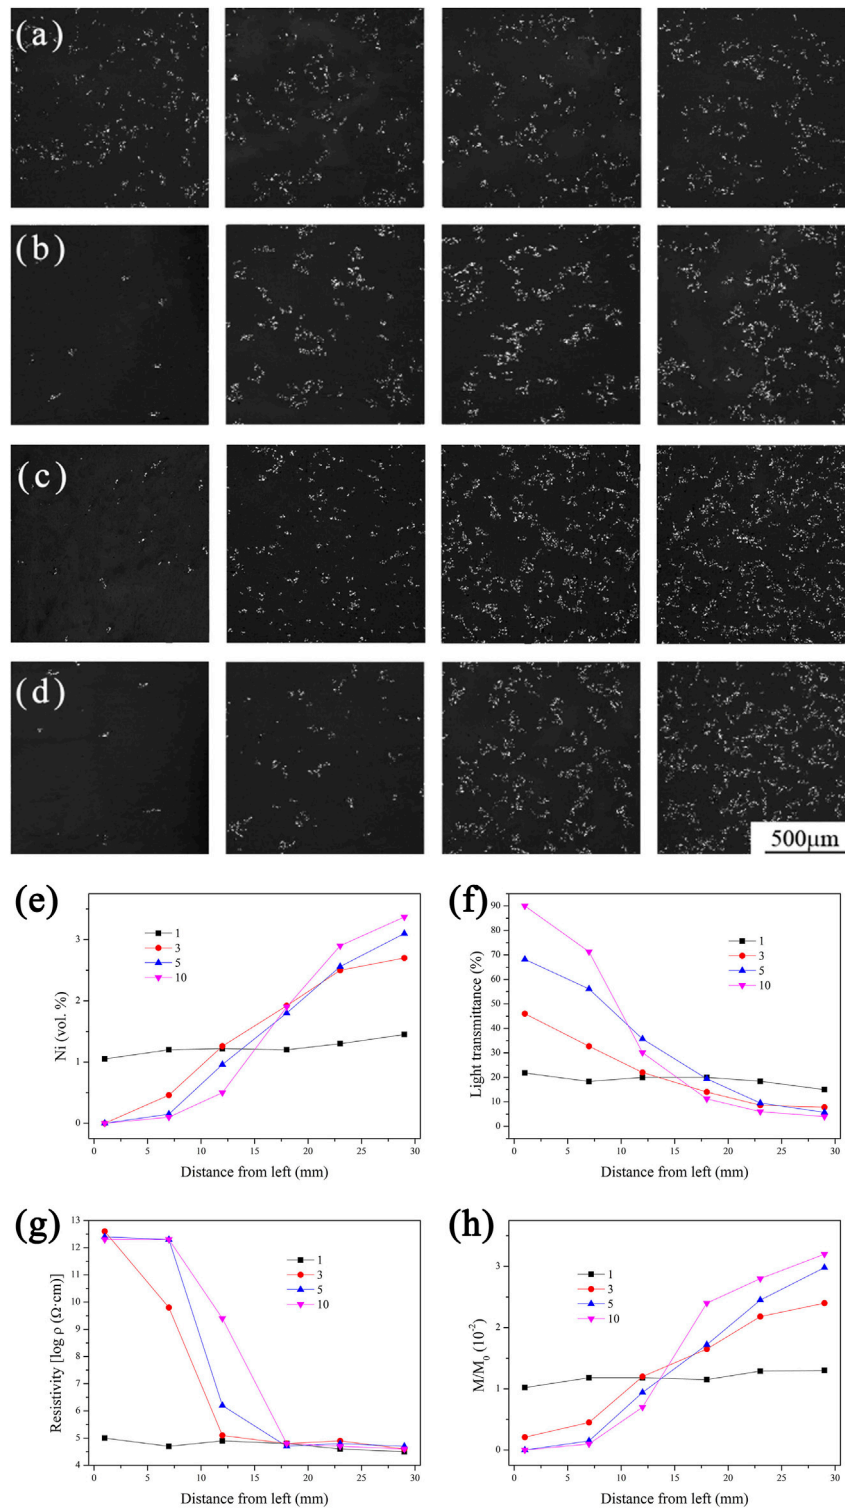 (a)
(b)
(c)
(d)
500μm
(e)
1
3
5
10
Ni (vol. %)
3
2
1
0
0 5 10 15 20 25 30
Distance from left (mm)
(f)
1
3
5
10
Light transmittance (%)
90
80
70
60
50
40
30
20
10
0
0 5 10 15 20 25 30
Distance from left (mm)
(g)
1
3
5
10
Resistivity [log ρ (Ω·cm)]
13
12
11
10
9
8
7
6
5
4
0 5 10 15 20 25 30
Distance from left (mm)
(h)
1
3
5
10
M/M₀ (10⁻²)
3
2
1
0
0 5 10 15 20 25 30
Distance from left (mm)